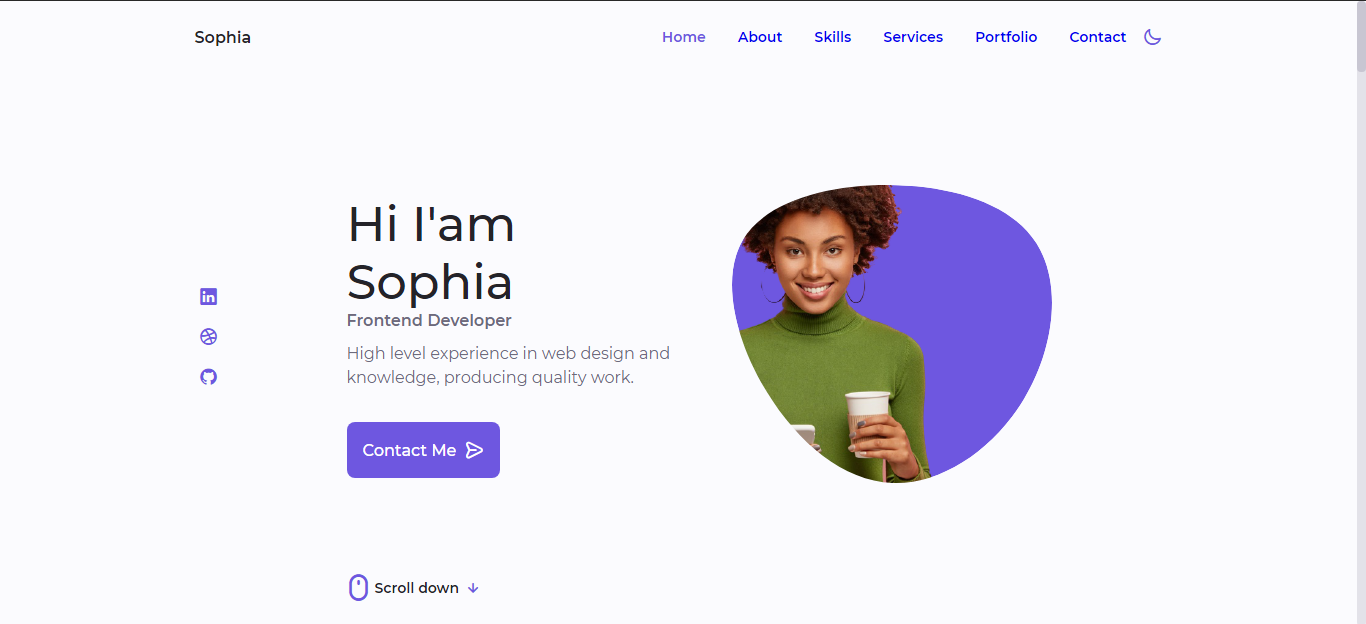 Sophia
Home About Skills Services Portfolio Contact
Hi I'am
Sophia
Frontend Developer
High level experience in web design and
knowledge, producing quality work.
Contact Me
Scroll down